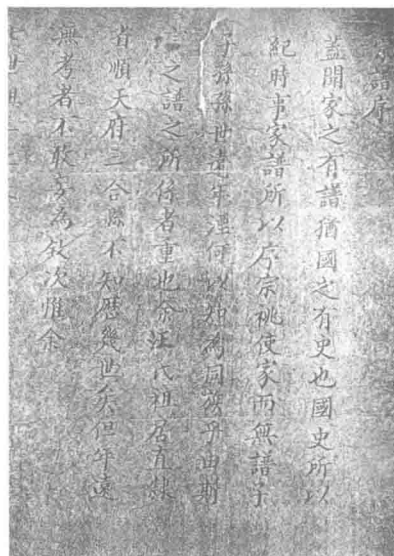 譜序
蓋聞家之有譜猶國之有史也國史所以
紀時事家譜所以序宗祧使家而無譜子
孫孫世遠年湮何以知為同乎由
之譜之所係者重也余汪氏祖居直隸
省順天府三合縣不知歷幾世矣但年遠
無考者不敢妄為敘次惟余